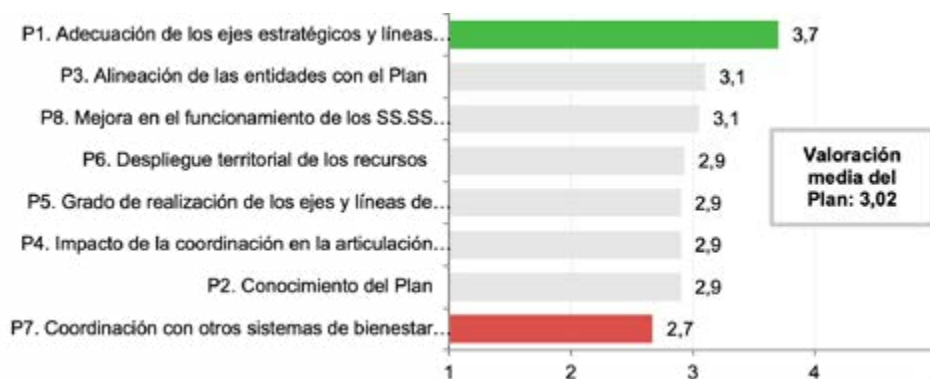 P1. Adecuación de los ejes estratégicos y líneas... 3,7
P3. Alineación de las entidades con el Plan 3,1
P8. Mejora en el funcionamiento de los SS.SS... 3,1
P6. Despliegue territorial de los recursos 2,9
P5. Grado de realización de los ejes y líneas de... 2,9
P4. Impacto de la coordinación en la articulación... 2,9
P2. Conocimiento del Plan 2,9
P7. Coordinación con otros sistemas de bienestar... 2,7
Valoración
media del
Plan: 3,02
1 2 3 4